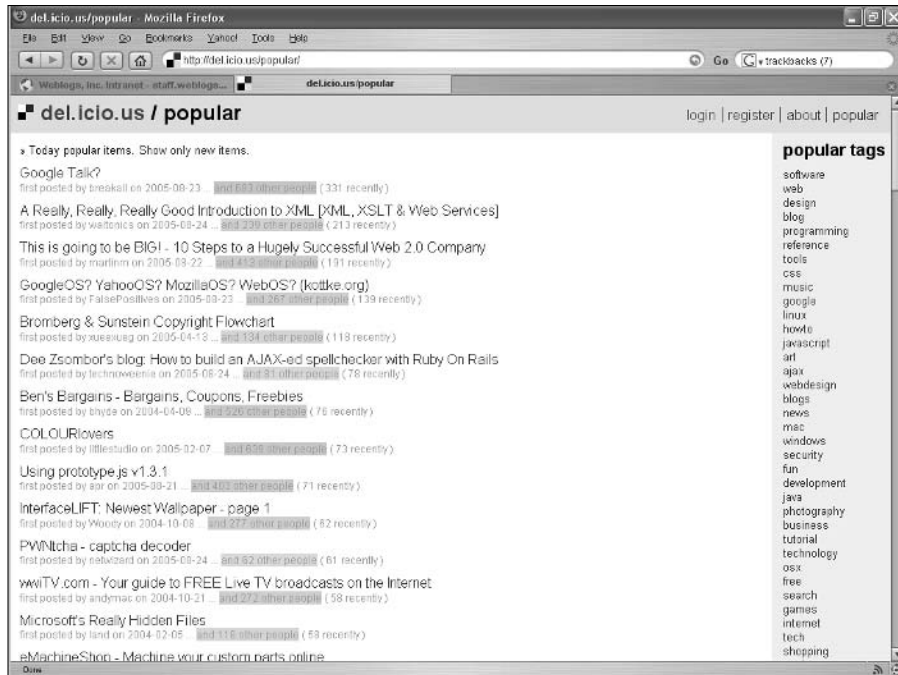 del.icio.us/popular - Mozilla Firefox
File Edit View Go Bookmarks Yahoo! Tools Help
http://del.icio.us/popular/ Go G trackbacks (7)
Weblogs, Inc. Intranet - staff.weblogs... del.icio.us/popular
del.icio.us / popular
login | register | about | popular
» Today popular items. Show only new items.
Google Talk?
first posted by breakall on 2005-08-23 ... and 683 other people ( 331 recently )
A Really, Really, Really Good Introduction to XML [XML, XSLT & Web Services]
first posted by waltonics on 2005-08-24 ... and 239 other people ( 213 recently )
This is going to be BIG! - 10 Steps to a Hugely Successful Web 2.0 Company
first posted by martinm on 2005-08-22 ... and 413 other people ( 191 recently )
GoogleOS? YahooOS? MozillaOS? WebOS? (kottke.org)
first posted by FalsePositives on 2005-08-23 ... and 267 other people ( 139 recently )
Bromberg & Sunstein Copyright Flowchart
first posted by on 2005-04-13 ... and 134 other people ( 118 recently )
Dee Zsombor's blog: How to build an AJAX-ed spellchecker with Ruby On Rails
first posted by technoweenie on 2005-08-24 ... and 81 other people ( 78 recently )
Ben's Bargains - Bargains, Coupons, Freebies
first posted by bhyde on 2004-04-09 ... and 526 other people ( 76 recently )
COLOURlovers
first posted by littlestudio on 2005-02-07 ... and 639 other people ( 73 recently )
Using prototype.js v1.3.1
first posted by apr on 2005-08-21 ... and 403 other people ( 71 recently )
InterfaceLIFT: Newest Wallpaper - page 1
first posted by Woody on 2004-10-08 ... and 277 other people ( 62 recently )
PWNtcha - captcha decoder
first posted by netwizard on 2005-08-24 ... and 62 other people ( 61 recently )
wwiTV.com - Your guide to FREE Live TV broadcasts on the Internet
first posted by andymac on 2004-10-21 ... and 272 other people ( 58 recently )
Microsoft's Really Hidden Files
first posted by land on 2004-02-05 ... and 118 other people ( 58 recently )
eMachineShop - Machine your custom parts online
popular tags
software
web
design
blog
programming
reference
tools
css
music
google
linux
howto
javascript
art
ajax
webdesign
blogs
news
mac
windows
security
fun
development
java
photography
business
tutorial
technology
osx
free
search
games
internet
tech
shopping
Done